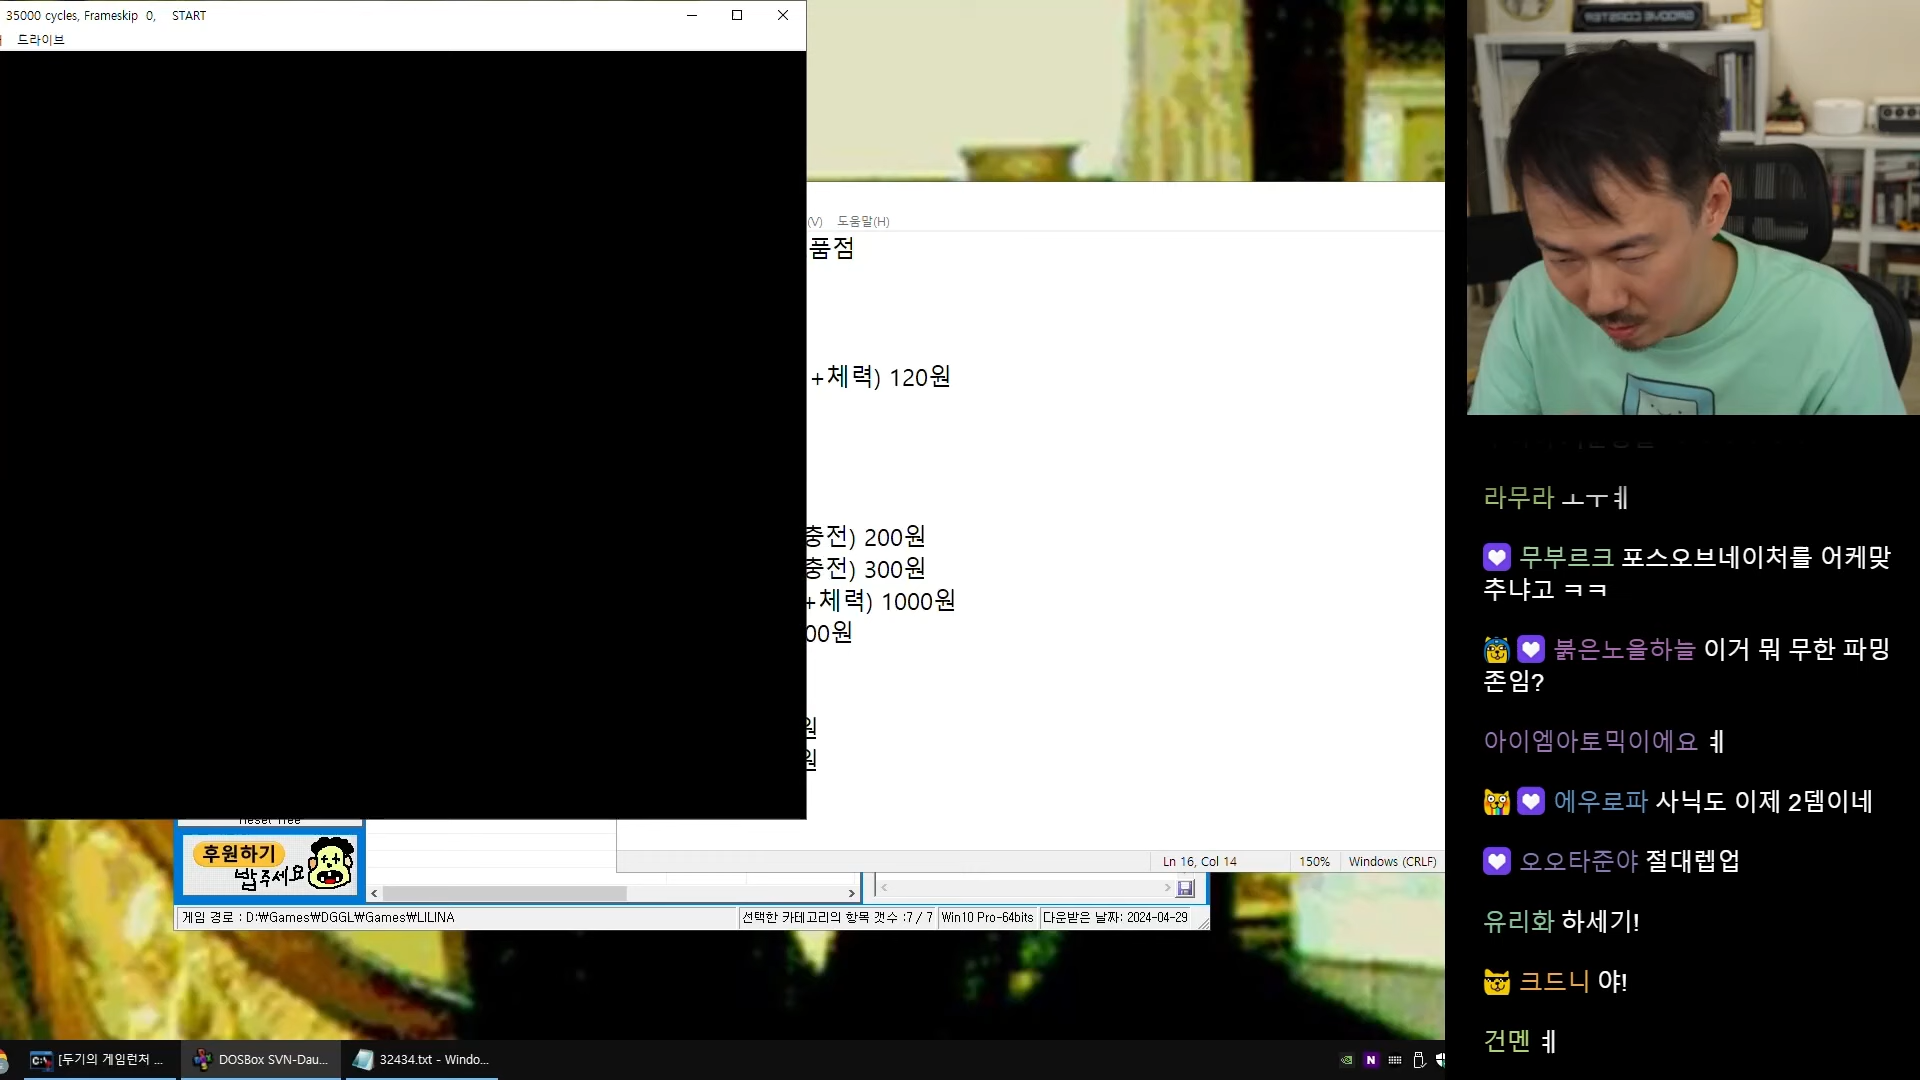 35000 cycles, Frameskip 0, START
드라이브
(V) 도움말(H)
품점
+체력) 120원
충전) 200원
충전) 300원
+체력) 1000원
00원
원
원
Ln 16, Col 14 150% Windows (CRLF)
Reset Tree
후원하기
밥주세요
게임 경로 : D:₩Games₩DGGL₩Games₩LILINA 선택한 카테고리의 항목 갯수 :7 / 7 Win10 Pro-64bits 다운받은 날짜: 2024-04-29
[두기의 게임런처 ... DOSBox SVN-Dau... 32434.txt - Windo...
라무라 ㅗㅜㅖ
무부르크 포스오브네이처를 어케맞
추냐고 ㅋㅋ
붉은노을하늘 이거 뭐 무한 파밍
존임?
아이엠아토믹이에요 ㅖ
에우로파 사닉도 이제 2뎀이네
오오타준야 절대렙업
유리화 하세기!
크드니 야!
건멘 ㅖ